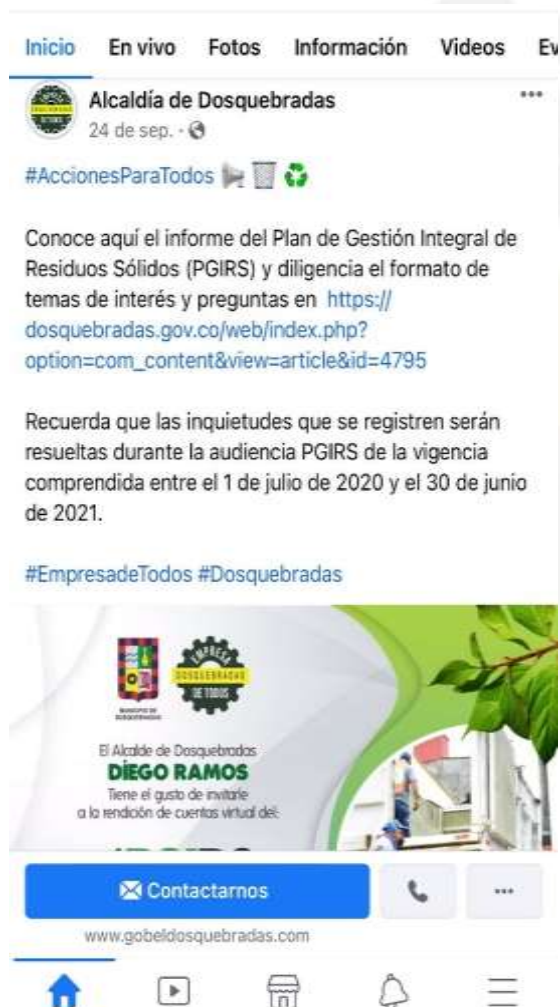 Inicio En vivo Fotos Información Videos Ev
Alcaldía de Dosquebradas
24 de sep. ·
#AccionesParaTodos
Conoce aquí el informe del Plan de Gestión Integral de
Residuos Sólidos (PGIRS) y diligencia el formato de
temas de interés y preguntas en https://
dosquebradas.gov.co/web/index.php?
option=com_content&view=article&id=4795
Recuerda que las inquietudes que se registren serán
resueltas durante la audiencia PGIRS de la vigencia
comprendida entre el 1 de julio de 2020 y el 30 de junio
de 2021.
#EmpresadeTodos #Dosquebradas
EMPRESA
DOSQUEBRADAS
DE TODOS
MUNICIPIO DE
DOSQUEBRADAS
El Alcalde de Dosquebradas
DIEGO RAMOS
Tiene el gusto de invitarle
a la rendición de cuentas virtual del:
Contactarnos
www.gobeldosquebradas.com